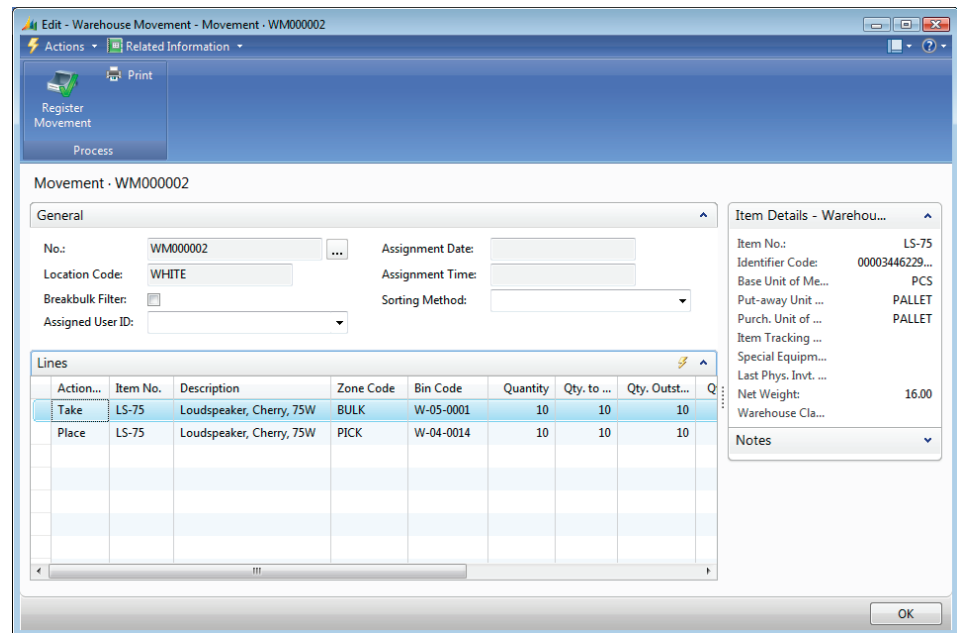 Edit - Warehouse Movement - Movement · WM000002
Actions Related Information
Print
Register
Movement
Process
Movement · WM000002
General
No.: WM000002 ... Assignment Date:
Location Code: WHITE Assignment Time:
Breakbulk Filter: Sorting Method:
Assigned User ID:
Lines
Action... Item No. Description Zone Code Bin Code Quantity Qty. to ... Qty. Outst...
Take LS-75 Loudspeaker, Cherry, 75W BULK W-05-0001 10 10 10
Place LS-75 Loudspeaker, Cherry, 75W PICK W-04-0014 10 10 10
Item Details - Warehou...
Item No.: LS-75
Identifier Code: 00003446229...
Base Unit of Me... PCS
Put-away Unit ... PALLET
Purch. Unit of ... PALLET
Item Tracking ...
Special Equipm...
Last Phys. Invt. ...
Net Weight: 16.00
Warehouse Cla...
Notes
OK